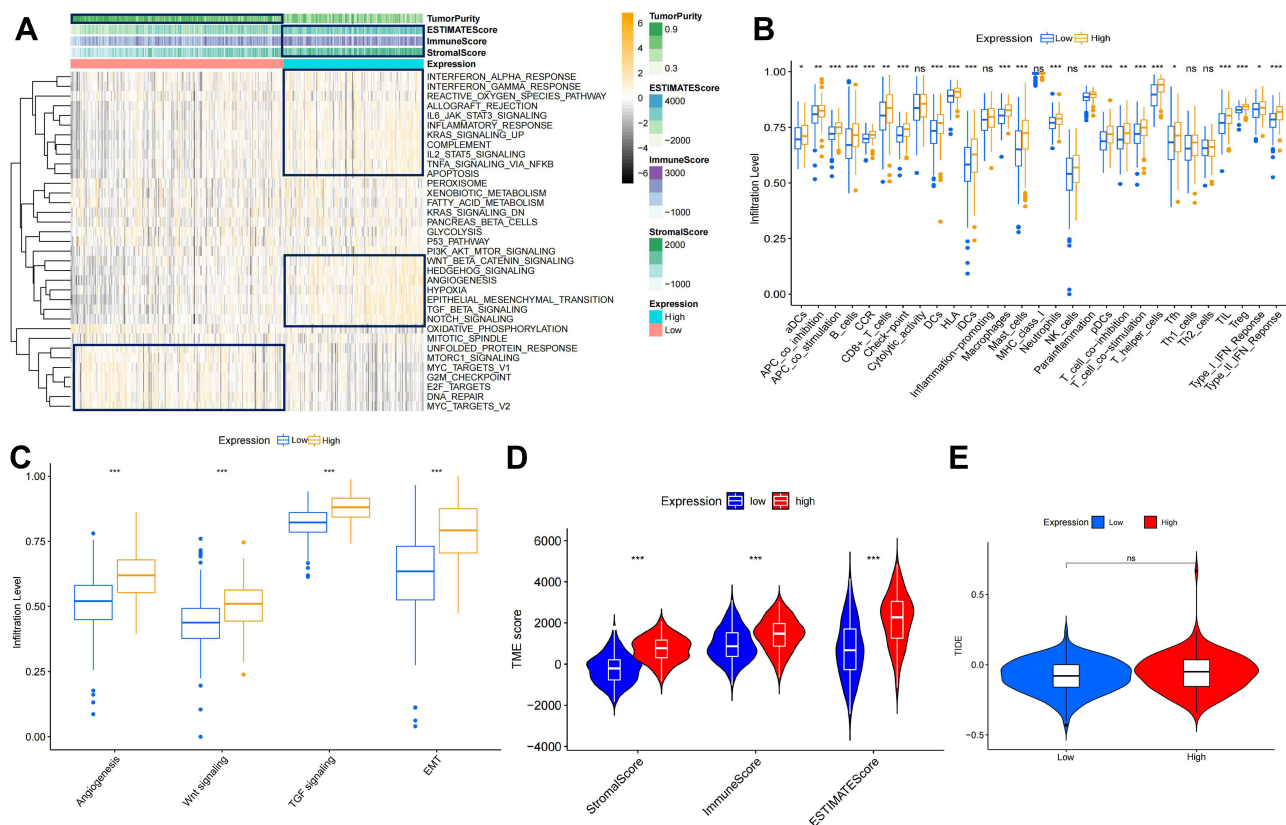 A
TumorPurity
ESTIMATEScore
ImmuneScore
StromalScore
Expression
INTERFERON_ALPHA_RESPONSE
INTERFERON_GAMMA_RESPONSE
REACTIVE_OXYGEN_SPECIES_PATHWAY
ALLOGRAFT_REJECTION
IL6_JAK_STAT3_SIGNALING
INFLAMMATORY_RESPONSE
KRAS_SIGNALING_UP
COMPLEMENT
IL2_STAT5_SIGNALING
TNFA_SIGNALING_VIA_NFKB
APOPTOSIS
PEROXISOME
XENOBIOTIC_METABOLISM
FATTY_ACID_METABOLISM
KRAS_SIGNALING_DN
PANCREAS_BETA_CELLS
GLYCOLYSIS
P53_PATHWAY
PI3K_AKT_MTOR_SIGNALING
WNT_BETA_CATENIN_SIGNALING
HEDGEHOG_SIGNALING
ANGIOGENESIS
HYPOXIA
EPITHELIAL_MESENCHYMAL_TRANSITION
TGF_BETA_SIGNALING
NOTCH_SIGNALING
OXIDATIVE_PHOSPHORYLATION
MITOTIC_SPINDLE
UNFOLDED_PROTEIN_RESPONSE
MTORC1_SIGNALING
MYC_TARGETS_V1
G2M_CHECKPOINT
E2F_TARGETS
DNA_REPAIR
MYC_TARGETS_V2
6
4
2
0
−2
−4
−6
TumorPurity
0.9
0.3
ESTIMATEScore
4000
−2000
ImmuneScore
3000
−1000
StromalScore
2000
−1000
Expression
High
Low
B
Expression Low High
* ** *** *** *** ** *** ns *** *** *** ns *** *** ns *** ns *** *** ** *** *** * ns ns *** *** * ***
Infiltration Level
1.00
0.75
0.50
0.25
0.00
aDCs
APC_co_inhibition
APC_co_stimulation
B_cells
CCR
CD8+_T_cells
Check−point
Cytolytic_activity
DCs
HLA
iDCs
Inflammation−promoting
Macrophages
Mast_cells
MHC_class_I
Neutrophils
NK_cells
Parainflammation
pDCs
T_cell_co−inhibition
T_cell_co−stimulation
T_helper_cells
Tfh
Th1_cells
Th2_cells
TIL
Treg
Type_I_IFN_Response
Type_II_IFN_Response
C
Expression Low High
*** *** *** ***
Infiltration Level
1.00
0.75
0.50
0.25
0.00
Angiogenesis
Wnt signaling
TGF signaling
EMT
D
Expression low high
*** *** ***
TME score
6000
4000
2000
0
−2000
−4000
StromalScore
ImmuneScore
ESTIMATEScore
E
Expression Low High
ns
TIDE
0.5
0.0
−0.5
Low
High